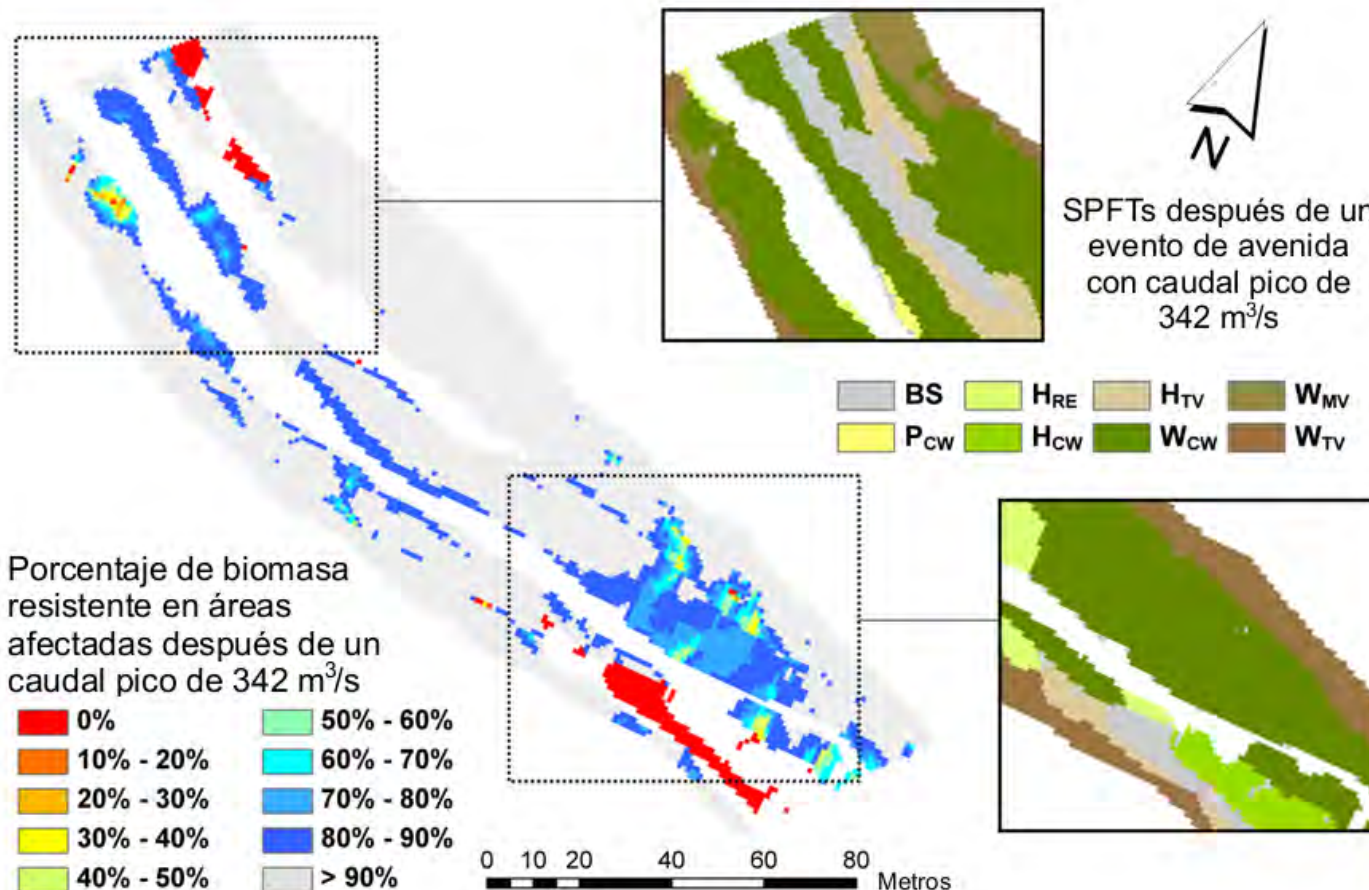 N
SPFTs después de un
evento de avenida
con caudal pico de
342 m³/s
BS
H_RE
H_TV
W_MV
P_CW
H_CW
W_CW
W_TV
Porcentaje de biomasa
resistente en áreas
afectadas después de un
caudal pico de 342 m³/s
0%
50% - 60%
10% - 20%
60% - 70%
20% - 30%
70% - 80%
30% - 40%
80% - 90%
40% - 50%
> 90%
0 10 20 40 60 80
Metros